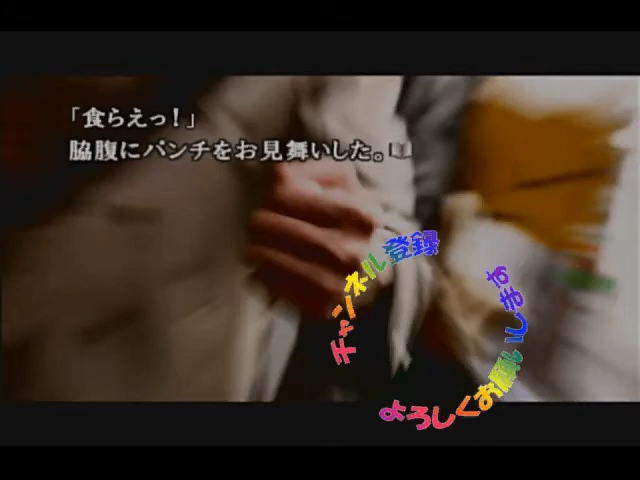 「食らえっ!」
脇腹にパンチをお見舞いした。
チャンネル登録
よろしくお願いします